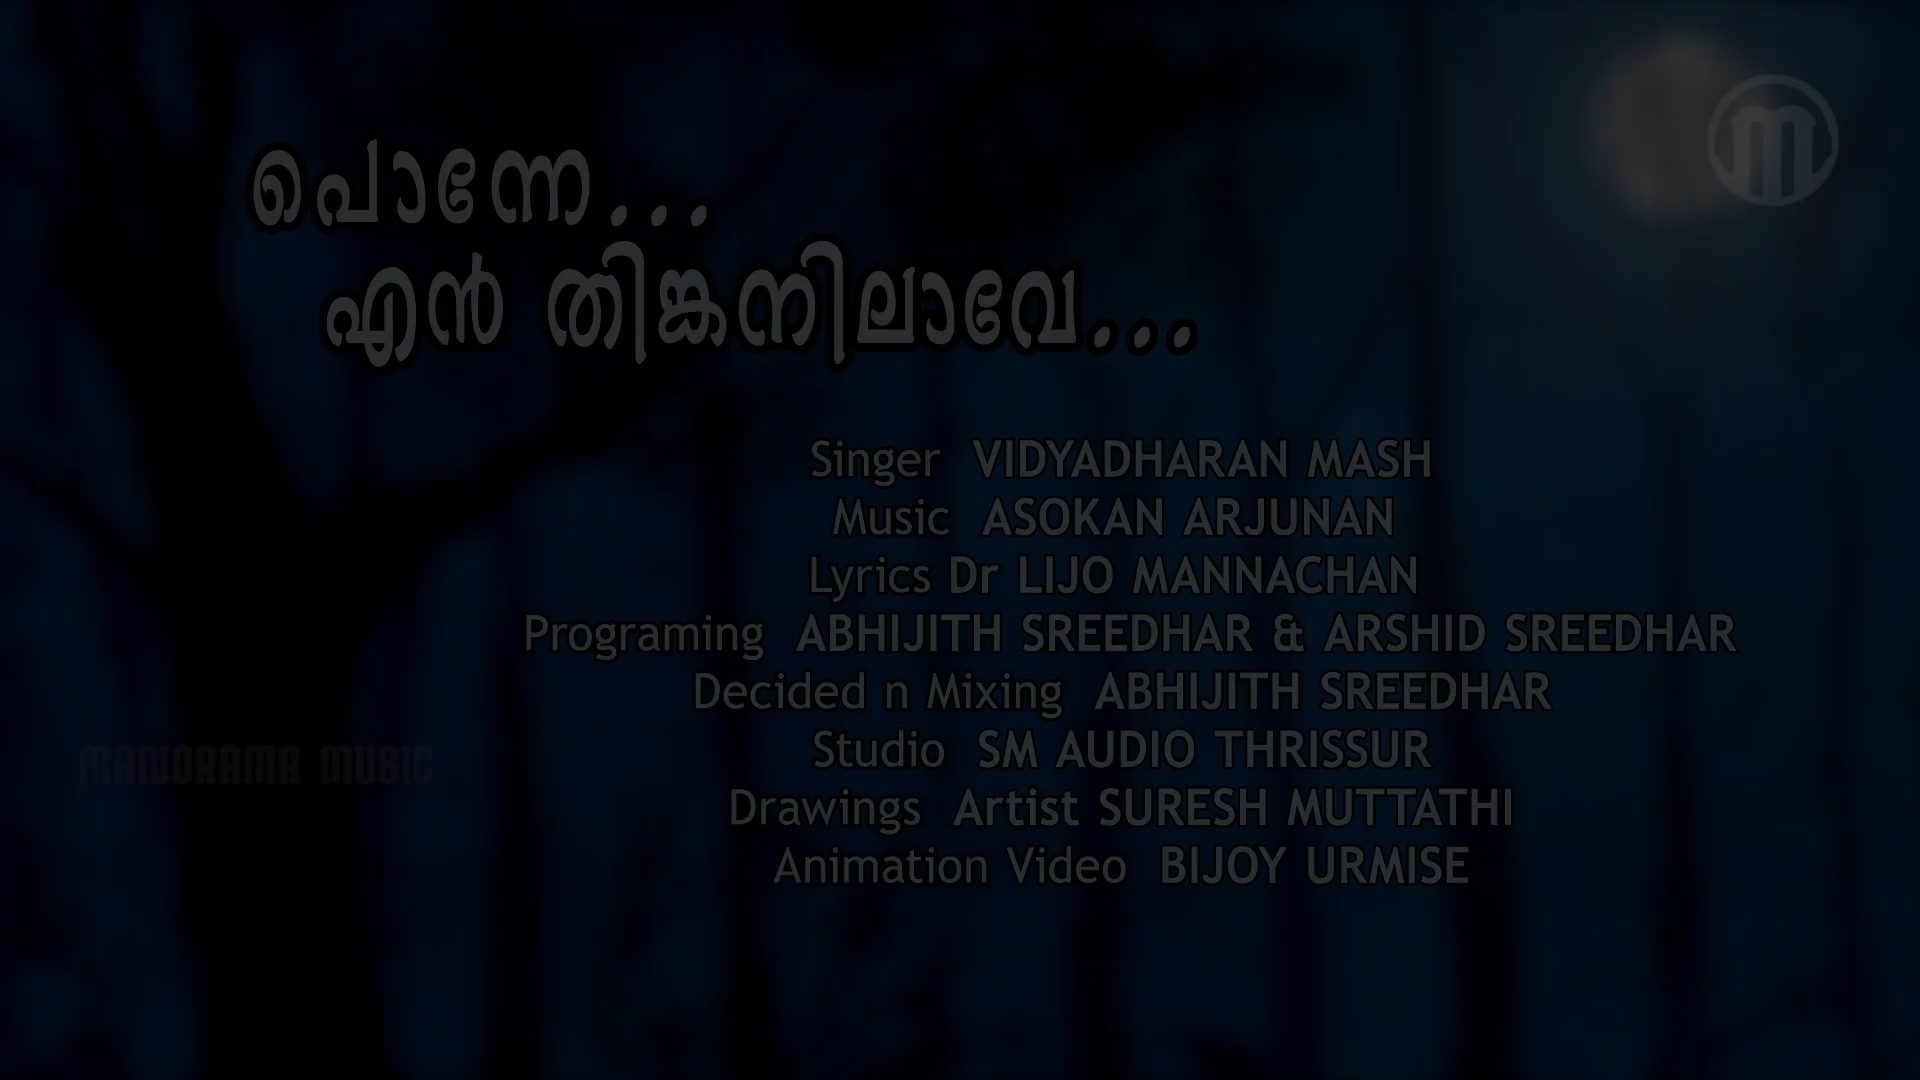 പൊന്നേ...
എൻ തിങ്കനിലാവേ...
Singer VIDYADHARAN MASH
Music ASOKAN ARJUNAN
Lyrics Dr LIJO MANNACHAN
Programing ABHIJITH SREEDHAR & ARSHID SREEDHAR
Decided n Mixing ABHIJITH SREEDHAR
Studio SM AUDIO THRISSUR
MANORAMA MUSIC
Drawings Artist SURESH MUTTATHI
Animation Video BIJOY URMISE